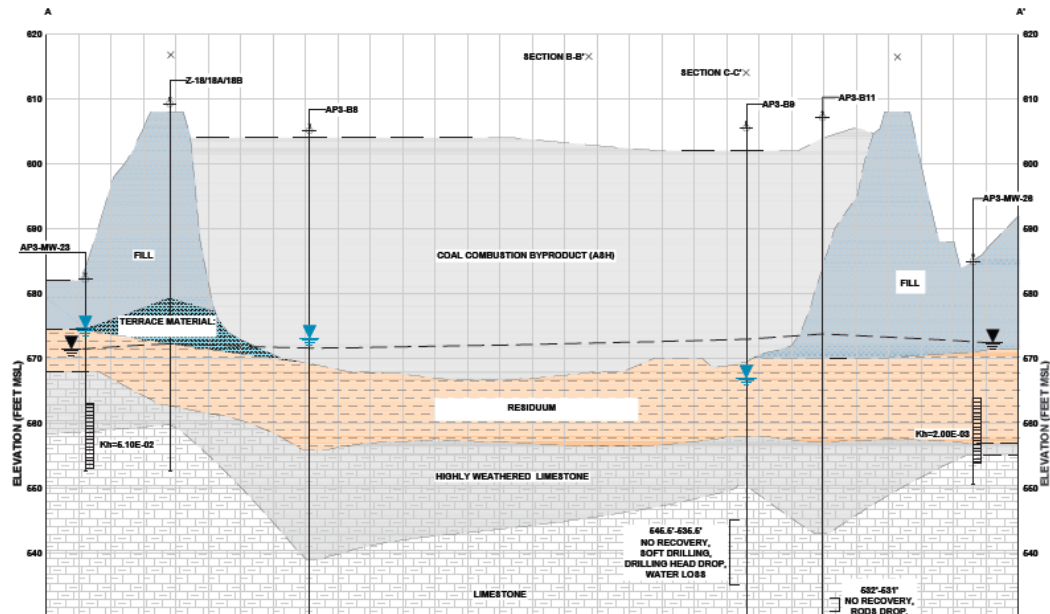 A
A'
620
620
SECTION B-B'
SECTION C-C'
Z-18/18A/18B
610
610
AP3-B8
AP3-B9
AP3-B11
600
600
590
590
AP3-MW-26
AP3-MW-23
FILL
COAL COMBUSTION BYPRODUCT (ASH)
FILL
580
580
TERRACE MATERIAL
570
570
ELEVATION (FEET MSL)
ELEVATION (FEET MSL)
RESIDUUM
560
560
Kh=5.10E-02
Kh=2.00E-03
HIGHLY WEATHERED LIMESTONE
550
550
545.5'-535.5'
NO RECOVERY,
SOFT DRILLING,
DRILLING HEAD DROP,
WATER LOSS
540
540
LIMESTONE
532'-531'
NO RECOVERY,
RODS DROP,